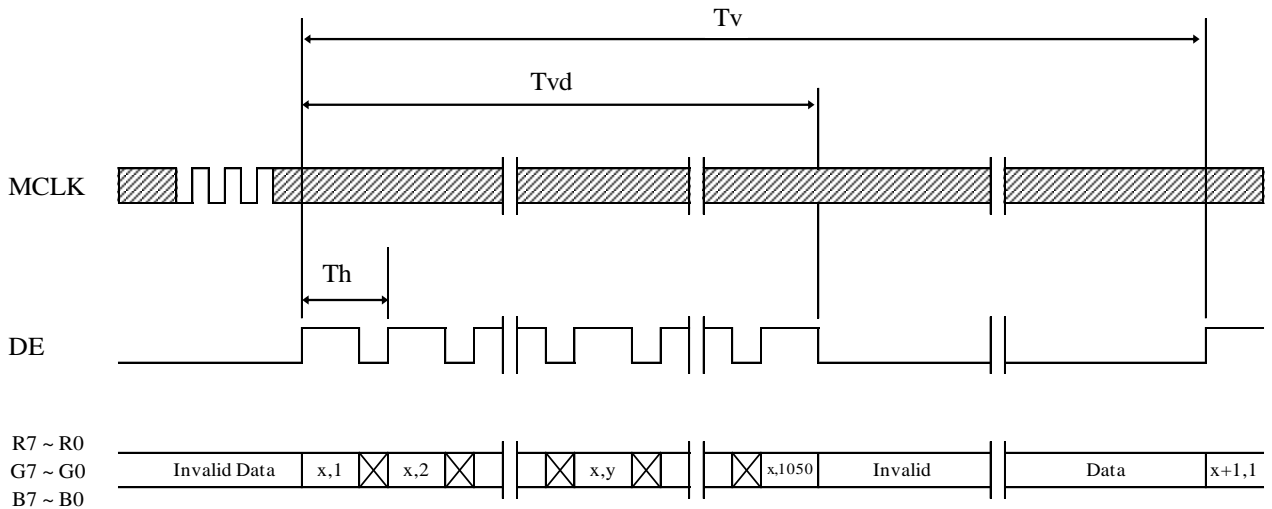 Tv
Tvd
MCLK
Th
DE
R7 ~ R0
G7 ~ G0
B7 ~ B0
Invalid Data x,1 x,2 x,y x,1050 Invalid Data x+1,1